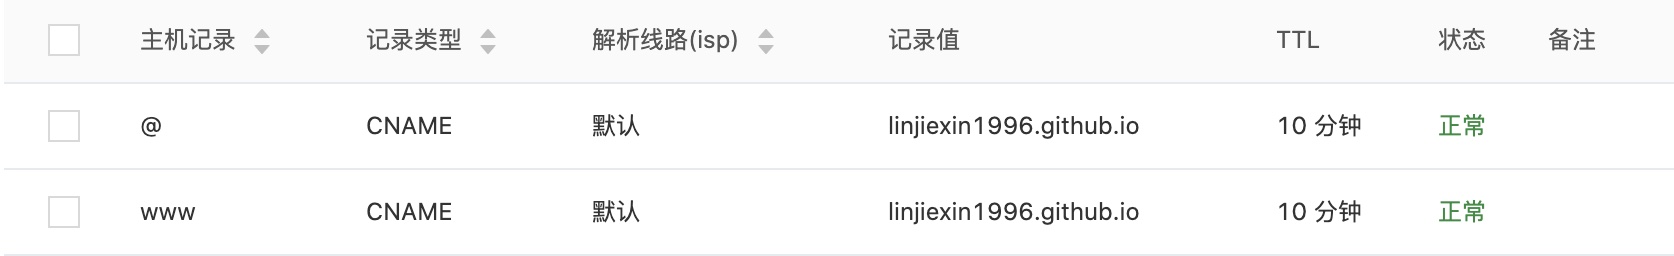 主机记录 记录类型 解析线路(isp) 记录值 TTL 状态 备注
@ CNAME 默认 linjiexin1996.github.io 10 分钟 正常
www CNAME 默认 linjiexin1996.github.io 10 分钟 正常